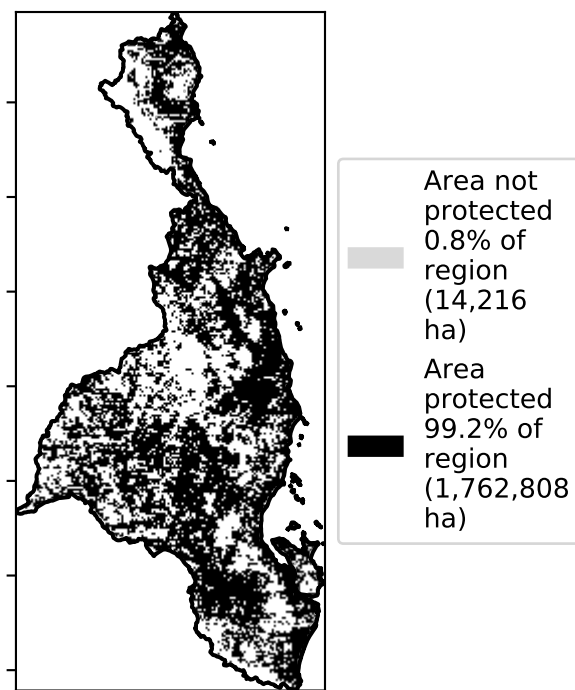 Area not
protected
0.8% of
region
(14,216
ha)
Area
protected
99.2% of
region
(1,762,808
ha)